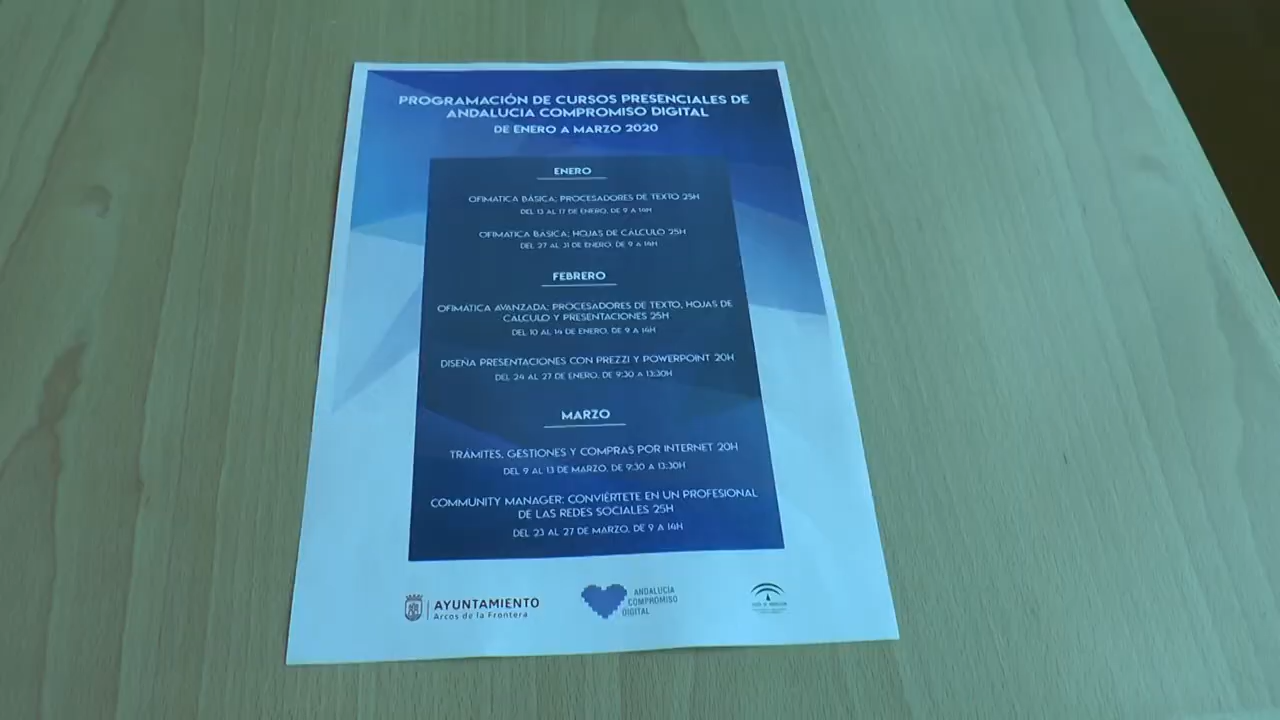 PROGRAMACIÓN DE CURSOS PRESENCIALES DE
ANDALUCIA COMPROMISO DIGITAL
DE ENERO A MARZO 2020
ENERO
OFIMATICA BÁSICA; PROCESADORES DE TEXTO 25H
DEL 13 AL 17 DE ENERO, DE 9 A 14H
OFIMATICA BASICA; HOJAS DE CALCULO 25H
DEL 27 AL 31 DE ENERO, DE 9 A 14H
FEBRERO
OFIMATICA AVANZADA; PROCESADORES DE TEXTO, HOJAS DE
CALCULO Y PRESENTACIONES 25H
DEL 10 AL 14 DE ENERO, DE 9 A 14H
DISEÑA PRESENTACIONES CON PREZZI Y POWERPOINT 20H
DEL 24 AL 27 DE ENERO, DE 9:30 A 13:30H
MARZO
TRÁMITES, GESTIONES Y COMPRAS POR INTERNET 20H
DEL 9 AL 13 DE MARZO, DE 9:30 A 13:30H
COMMUNITY MANAGER; CONVIÉRTETE EN UN PROFESIONAL
DE LAS REDES SOCIALES 25H
DEL 23 AL 27 DE MARZO, DE 9 A 14H
AYUNTAMIENTO
Arcos de la Frontera
ANDALUCÍA
COMPROMISO
DIGITAL